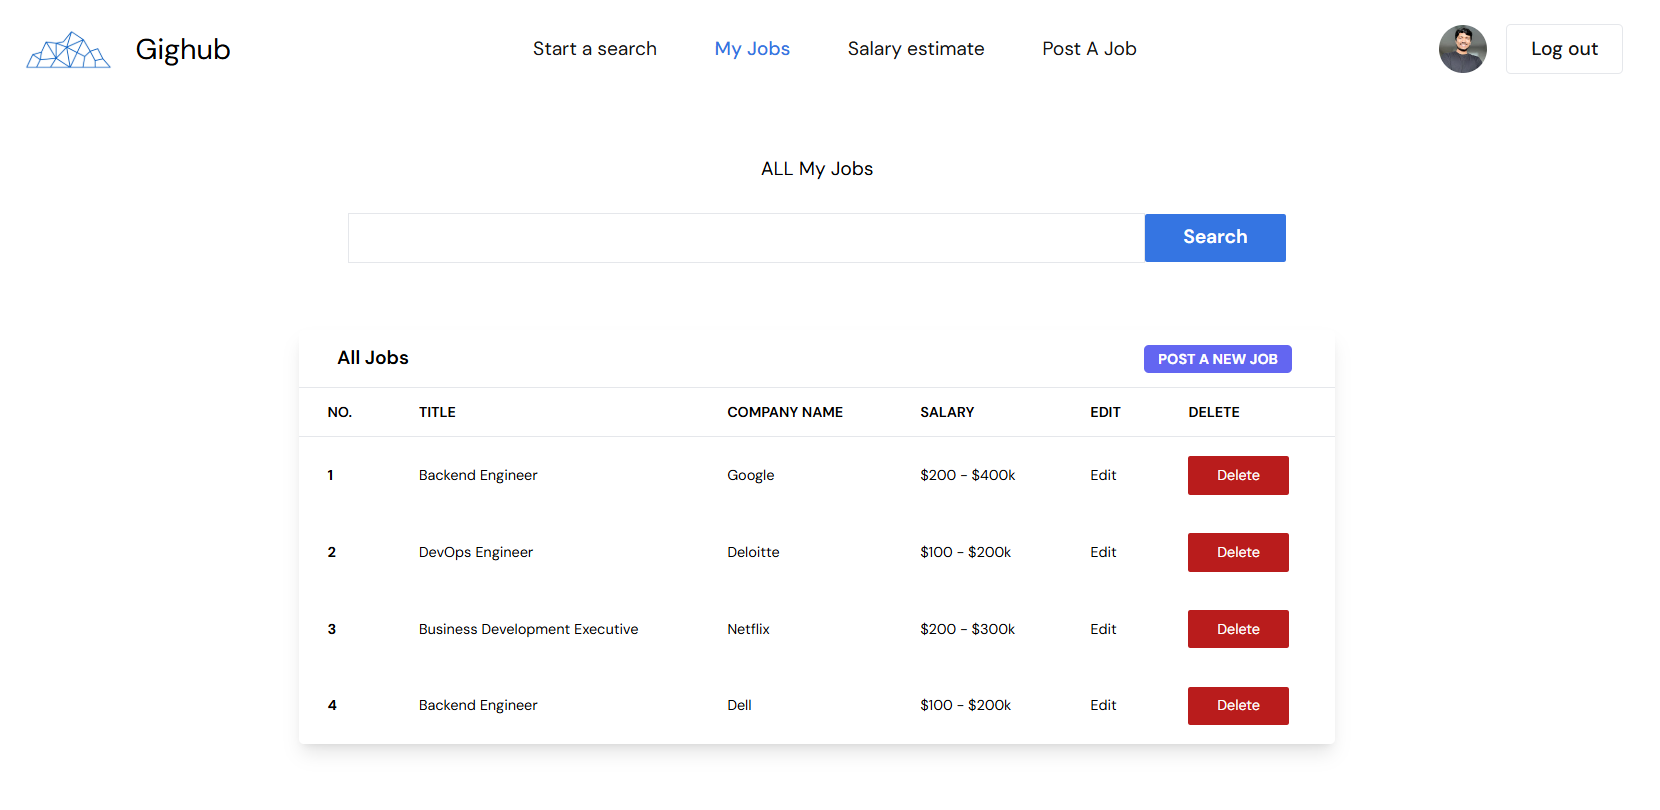 Gighub
Start a search My Jobs Salary estimate Post A Job
Log out
ALL My Jobs
Search
All Jobs POST A NEW JOB
NO. TITLE COMPANY NAME SALARY EDIT DELETE
1 Backend Engineer Google $200 - $400k Edit Delete
2 DevOps Engineer Deloitte $100 - $200k Edit Delete
3 Business Development Executive Netflix $200 - $300k Edit Delete
4 Backend Engineer Dell $100 - $200k Edit Delete